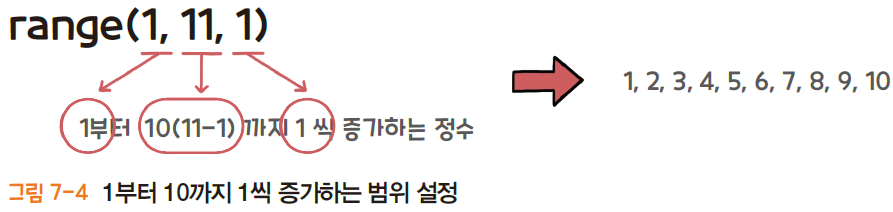 range(1, 11, 1)
1부터 10(11-1) 까지 1 씩 증가하는 정수
1, 2, 3, 4, 5, 6, 7, 8, 9, 10
그림 7-4 1부터 10까지 1씩 증가하는 범위 설정